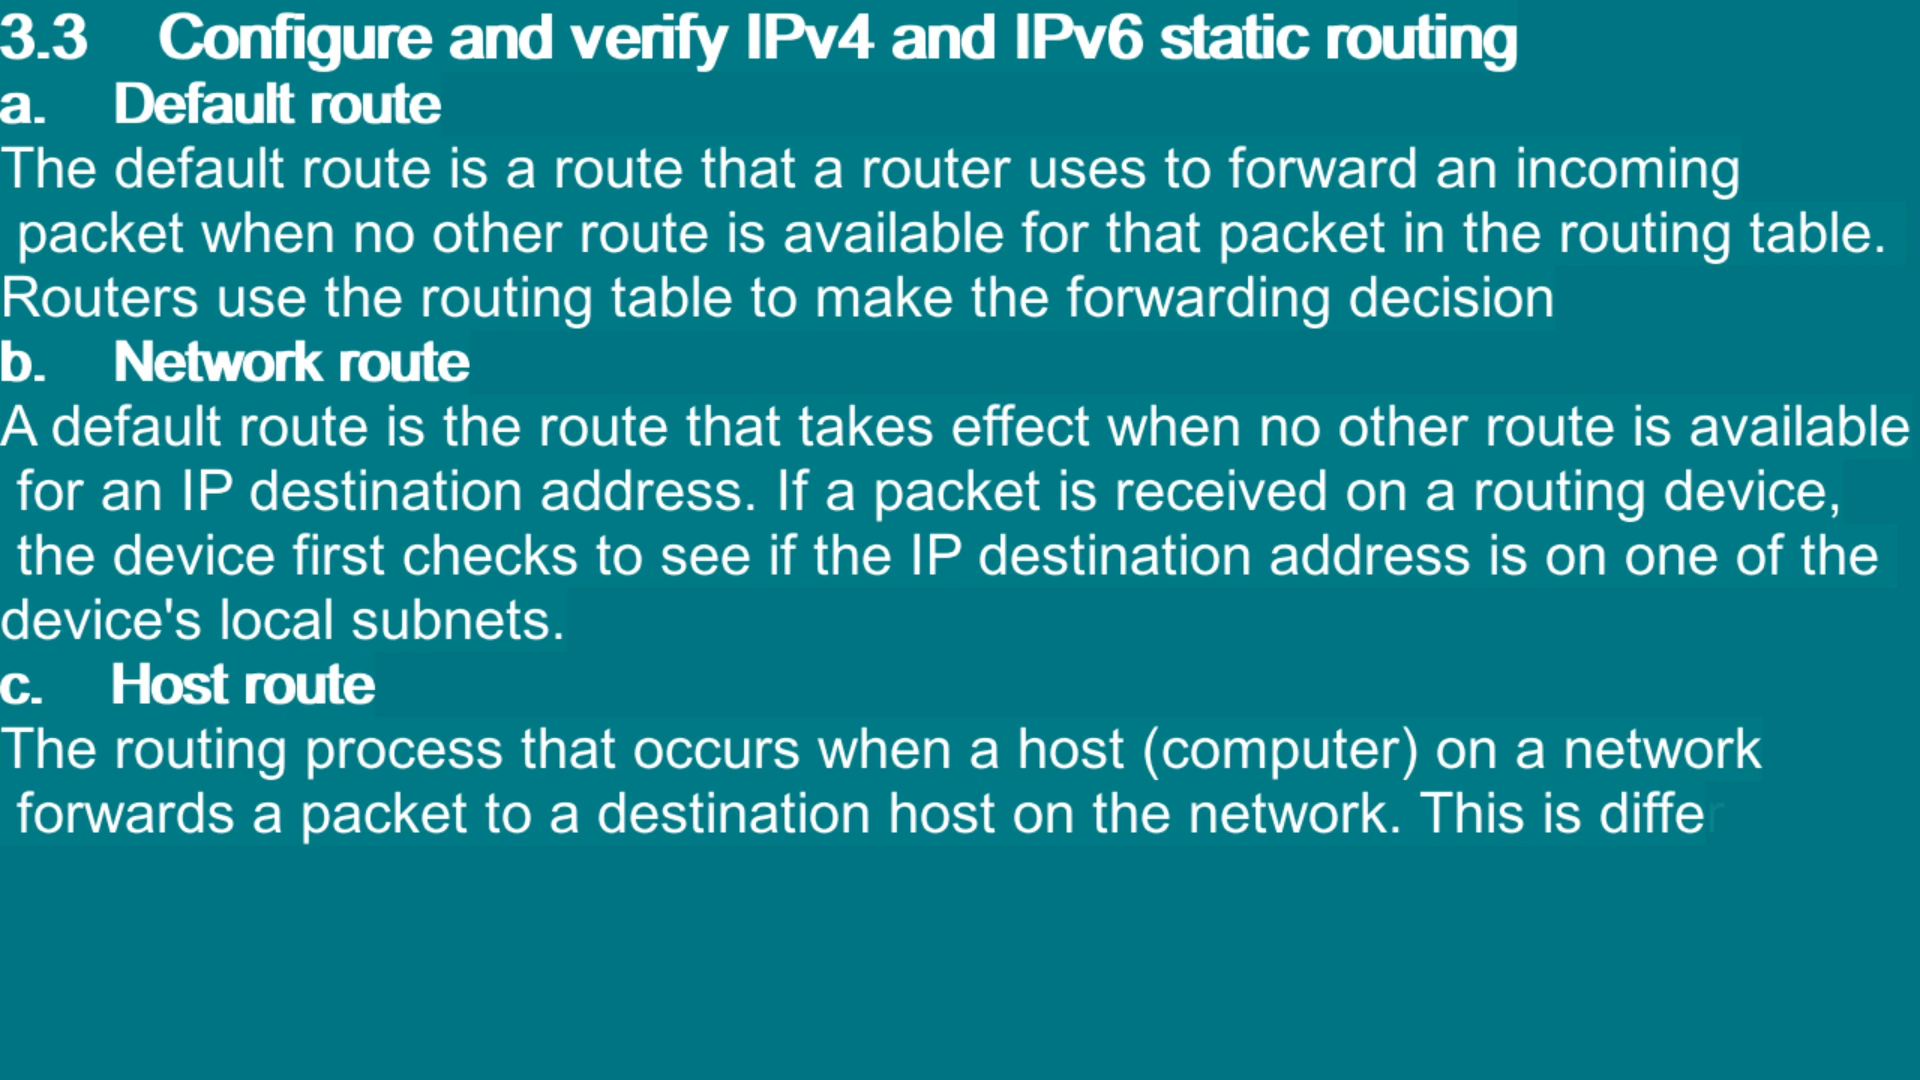 3.3 Configure and verify IPv4 and IPv6 static routing
a. Default route
The default route is a route that a router uses to forward an incoming
packet when no other route is available for that packet in the routing table.
Routers use the routing table to make the forwarding decision
b. Network route
A default route is the route that takes effect when no other route is available
for an IP destination address. If a packet is received on a routing device,
the device first checks to see if the IP destination address is on one of the
device's local subnets.
c. Host route
The routing process that occurs when a host (computer) on a network
forwards a packet to a destination host on the network. This is differ